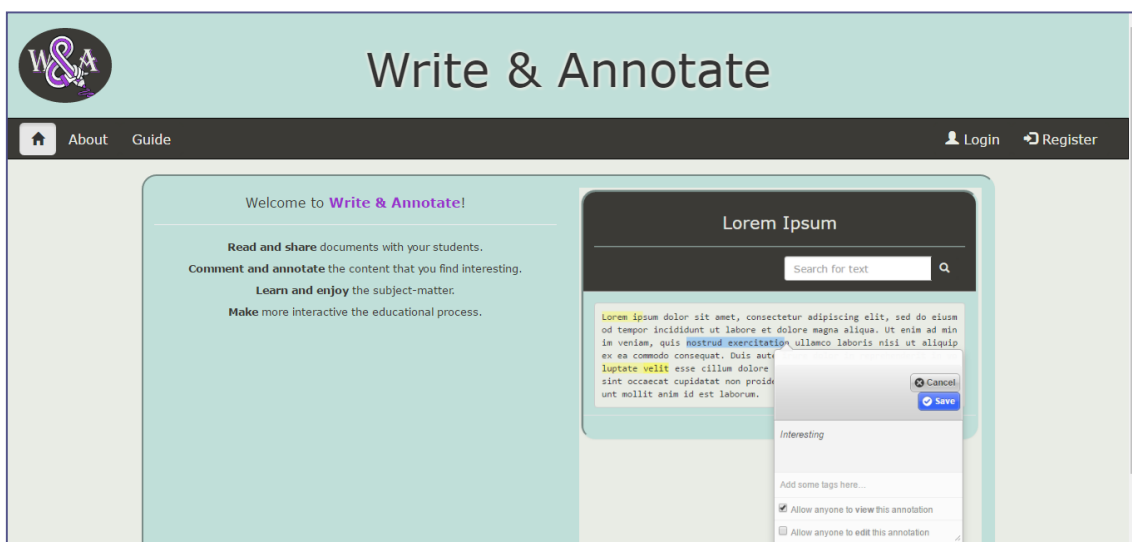 W&A
Write & Annotate
About Guide Login Register
Welcome to Write & Annotate!
Read and share documents with your students.
Comment and annotate the content that you find interesting.
Learn and enjoy the subject-matter.
Make more interactive the educational process.
Lorem Ipsum
Search for text
Lorem ipsum dolor sit amet, consectetur adipiscing elit, sed do eiusm
od tempor incididunt ut labore et dolore magna aliqua. Ut enim ad min
im veniam, quis nostrud exercitation ullamco laboris nisi ut aliquip
ex ea commodo consequat. Duis aute
luptate velit esse cillum dolore
sint occaecat cupidatat non proide
unt mollit anim id est laborum.
Cancel
Save
Interesting
Add some tags here...
Allow anyone to view this annotation
Allow anyone to edit this annotation